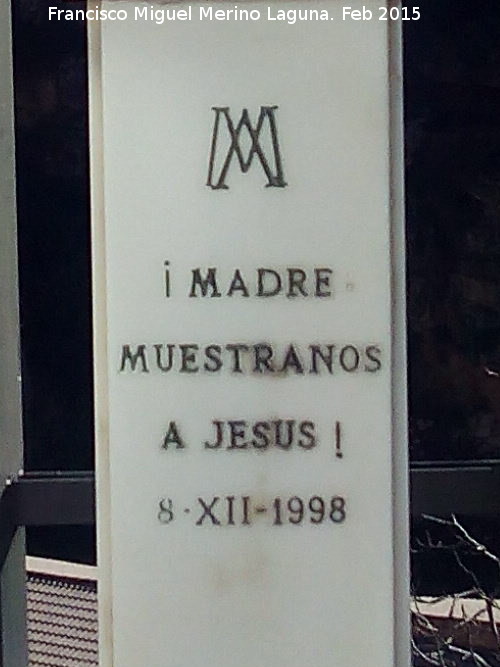 Francisco Miguel Merino Laguna. Feb 2015
¡ MADRE
MUESTRANOS
A JESUS !
8·XII-1998